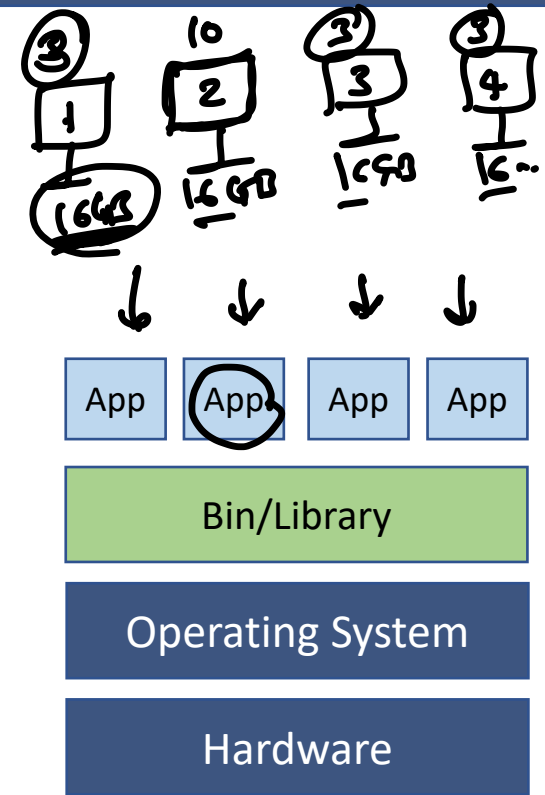 3 10 3 3
1 2 3 4
16GB 16GB 16GB 16
App App App App
Bin/Library
Operating System
Hardware